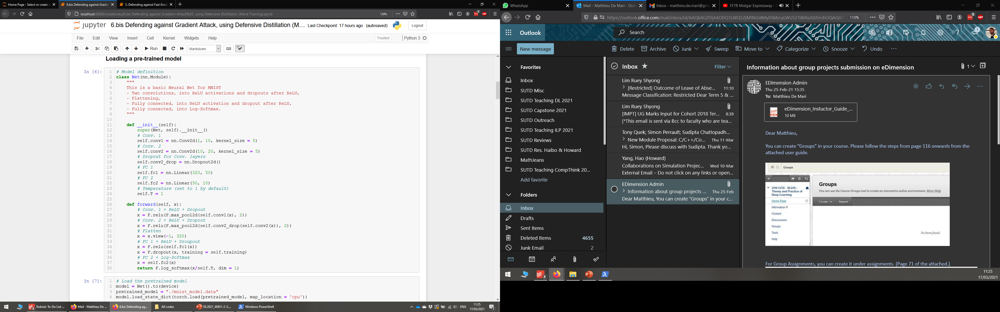 Home Page - Select or create a
6.bis Defending against Gradie
5. Defending against Fast Grad
localhost:8888/notebooks/6.bis Defending against Gradient Attack%2C using Defensive Distillation (More Training).ipynb
120%
5
ABP
jupyter
6.bis Defending against Gradient Attack, using Defensive Distillation (M...
Last Checkpoint: 17 hours ago (autosaved)
Logout
File Edit View Insert Cell Kernel Widgets Help
Trusted
Python 3
Run
Markdown
Loading a pre-trained model
In [6]:
1 # Model definition
2 class Net(nn.Module):
3 """
4 This is a basic Neural Net for MNIST
5 - Two convolutions, into ReLU activations and dropouts after ReLU,
6 - Flattening,
7 - Fully connected, into ReLU activation and dropout after ReLU,
8 - Fully connected, into Log-Softmax.
9 """
10
11 def __init__(self):
12 super(Net, self).__init__()
13 # Conv. 1
14 self.conv1 = nn.Conv2d(1, 10, kernel_size = 5)
15 # Conv. 2
16 self.conv2 = nn.Conv2d(10, 20, kernel_size = 5)
17 # Dropout for Conv. layers
18 self.conv2_drop = nn.Dropout2d()
19 # FC 1
20 self.fc1 = nn.Linear(320, 50)
21 # FC 2
22 self.fc2 = nn.Linear(50, 10)
23 # Temperature (set to 1 by default)
24 self.T = 1
25
26 def forward(self, x):
27 # Conv. 1 + ReLU + Dropout
28 x = F.relu(F.max_pool2d(self.conv1(x), 2))
29 # Conv. 2 + ReLU + Dropout
30 x = F.relu(F.max_pool2d(self.conv2_drop(self.conv2(x)), 2))
31 # Flatten
32 x = x.view(-1, 320)
33 # FC 1 + ReLU + Droupout
34 x = F.relu(self.fc1(x))
35 x = F.dropout(x, training = self.training)
36 # FC 2 + Log-Softmax
37 x = self.fc2(x)
38 return F.log_softmax(x/self.T, dim = 1)
In [7]:
1 # Load the pretrained model
2 model = Net().to(device)
3 pretrained_model = "./mnist_model.data"
4 model.load_state_dict(torch.load(pretrained_model, map_location = 'cpu'))
8
Todoist: To-Do List ...
Mail - Matthieu De ...
6.bis Defending ag...
All codes
DL2021_W8S1-2-3....
Windows PowerShell
ENG
11:25
17/03/2021
3
WhatsApp
Mail - Matthieu De Mari - Outl
Inbox - matthieu.de.mari@gma
FF7R Midgar Expressway - Y
https://outlook.office.com/mail/inbox/id/AAQkAGZiYjA4ODQ1LWQ5ZjMtNGI4My05MzcyLWU5ZTdkNzA0ZmJhOQAQAP
110%
5
ABP
Outlook
Search
1
New message
Delete
Archive
Junk
Sweep
Move to
Categorize
Snooze
Undo
Favorites
Inbox
SUTD Misc
SUTD Teaching DL 2021
SUTD Capstone 2021
SUTD Outreach
SUTD Teaching ILP 2021
SUTD Reviews
SUTD Res. Haibo & Howard
MathJeans
SUTD Teaching CompThink 20...
Add favorite
Folders
Inbox
Drafts
Sent Items
Deleted Items 4655
Junk Email 2
Inbox
Filter
Lim Ruey Shyong
[Restricted] Outcome of Leave of Abse... 11:10
Message Classification: Restricted Dear Term 5 & ...
Lim Ruey Shyong
[IMPT] UG Marks Input for Cohort 2018 Ter... 8:39
[*This email is sent via Bcc to faculty who are tea...
Tony Quek; Simon Perrault; Sudipta Chattopadh...
New Module Proposal: C/C++/Co... Thu 11-Mar
Hi, Simon, Please discuss with Sudipta. Thank yo...
Yang, Hao (Howard)
Collaborations on Simulation Projec... Wed 10-Mar
External Email – Do not click on any links or open...
EDimension Admin
Information about group projects ... Thu 25-Feb
Dear Matthieu, You can create “Groups” in your c...
Information about group projects submission on eDimension
1
EDimension Admin
Thu 25-Feb-21 15:35
To: Matthieu De Mari
pdf
eDimension_Instuctor_Guide_...
10 MB
Dear Matthieu,
You can create “Groups” in your course. Please follow the steps from page 116 onwards from the
attached user guide.
Groups
2110 ISTD - 50.039 :
Theory and Practice of
Deep Learning
Home Page
Information
Content
Discussions
Groups
Tools
Help
Groups
You can use the Course Groups tool to create an interactive online environment. More Help
Create
Import
No items found.
For Group Assignments, you can create it under assignments. (Page 71 of the attached.)
8
11:25
17/03/2021